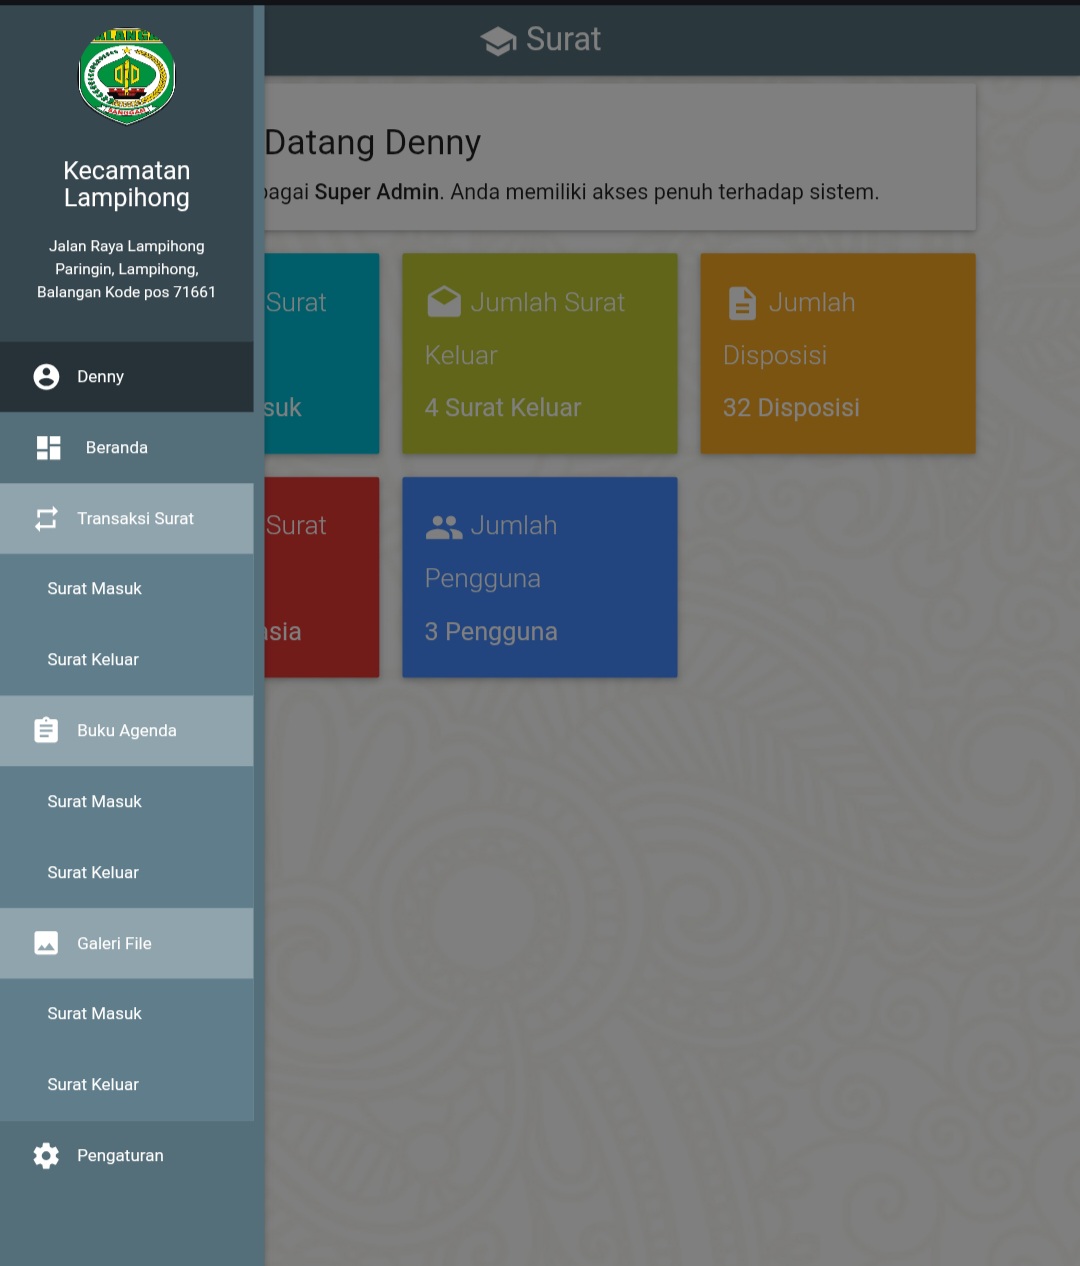 Kecamatan
Lampihong
Jalan Raya Lampihong
Paringin, Lampihong,
Balangan Kode pos 71661
Denny
Beranda
Transaksi Surat
Surat Masuk
Surat Keluar
Buku Agenda
Surat Masuk
Surat Keluar
Galeri File
Surat Masuk
Surat Keluar
Pengaturan
Surat
Datang Denny
bagai Super Admin. Anda memiliki akses penuh terhadap sistem.
Surat
suk
Jumlah Surat
Keluar
4 Surat Keluar
Jumlah
Disposisi
32 Disposisi
Surat
asia
Jumlah
Pengguna
3 Pengguna